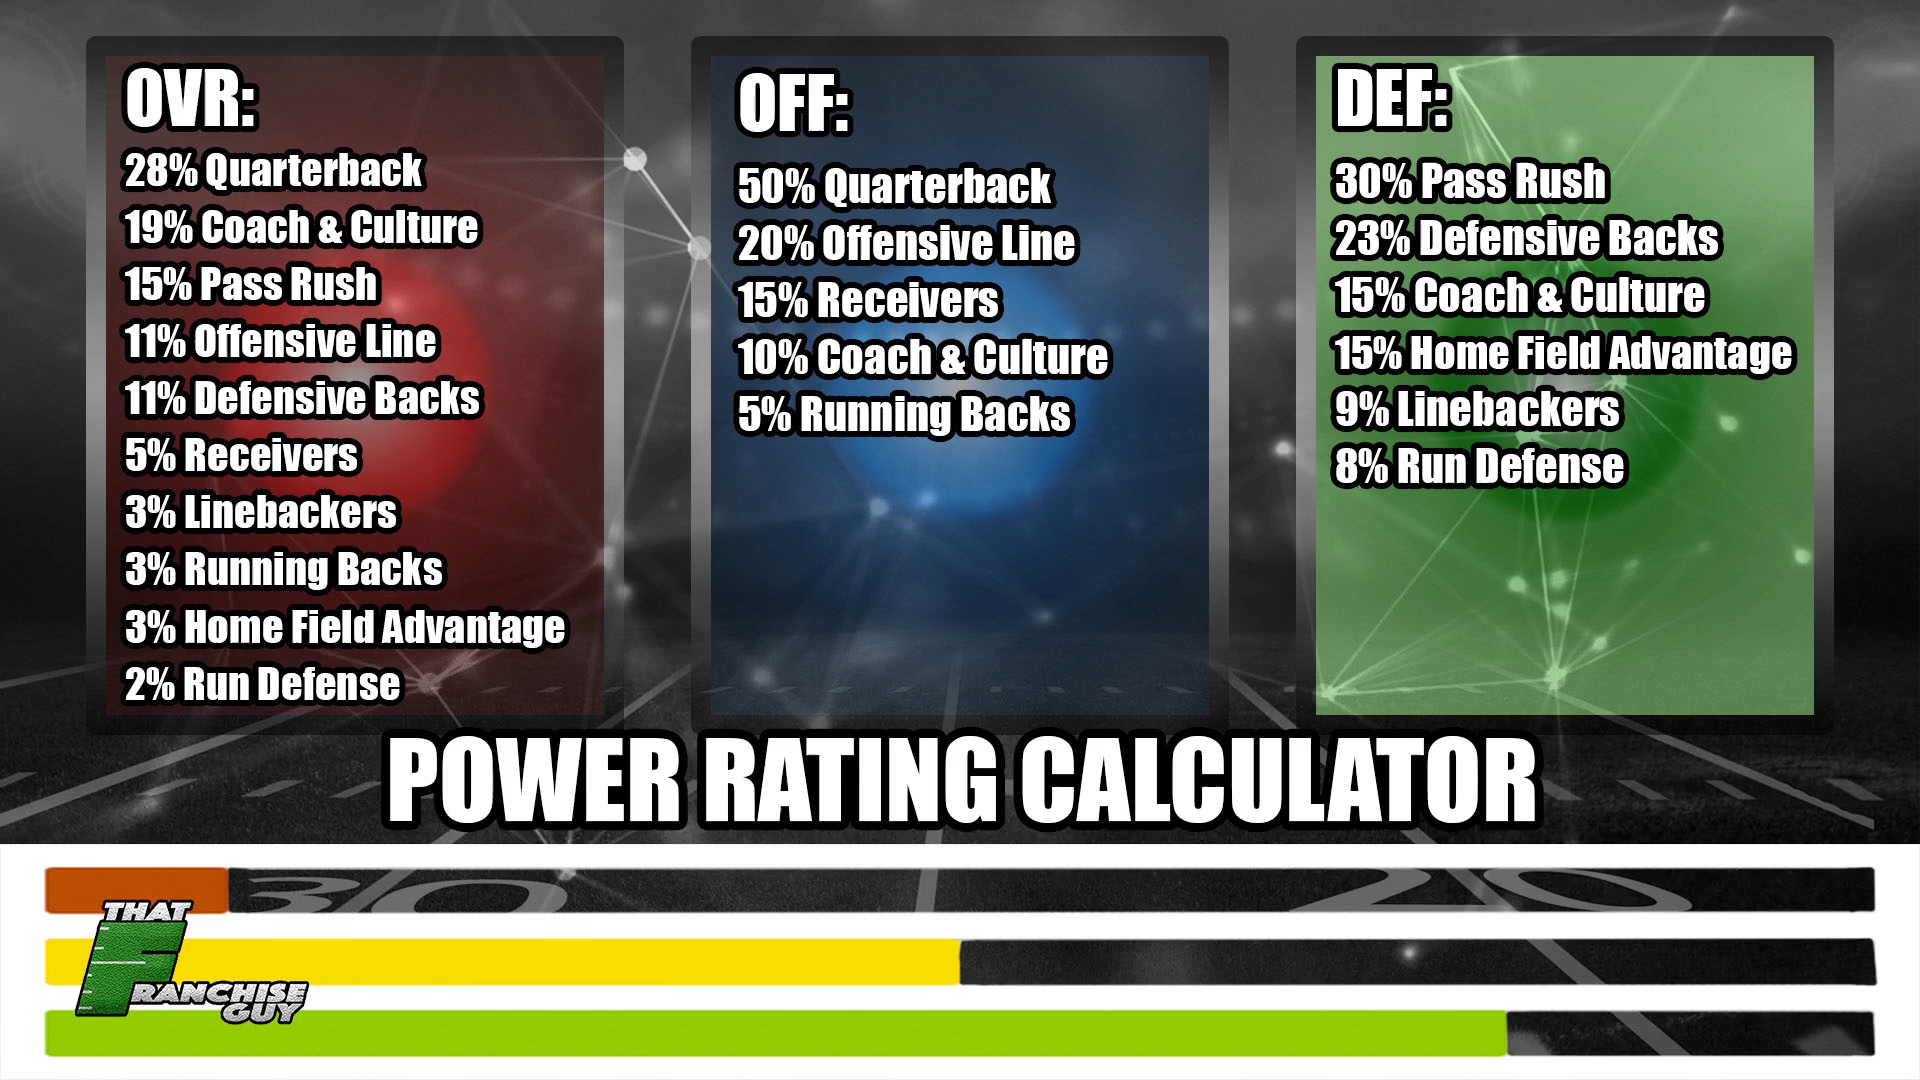 OVR:
28% Quarterback
19% Coach & Culture
15% Pass Rush
11% Offensive Line
11% Defensive Backs
5% Receivers
3% Linebackers
3% Running Backs
3% Home Field Advantage
2% Run Defense
OFF:
50% Quarterback
20% Offensive Line
15% Receivers
10% Coach & Culture
5% Running Backs
DEF:
30% Pass Rush
23% Defensive Backs
15% Coach & Culture
15% Home Field Advantage
9% Linebackers
8% Run Defense
POWER RATING CALCULATOR
30
20
THAT
FRANCHISE
GUY